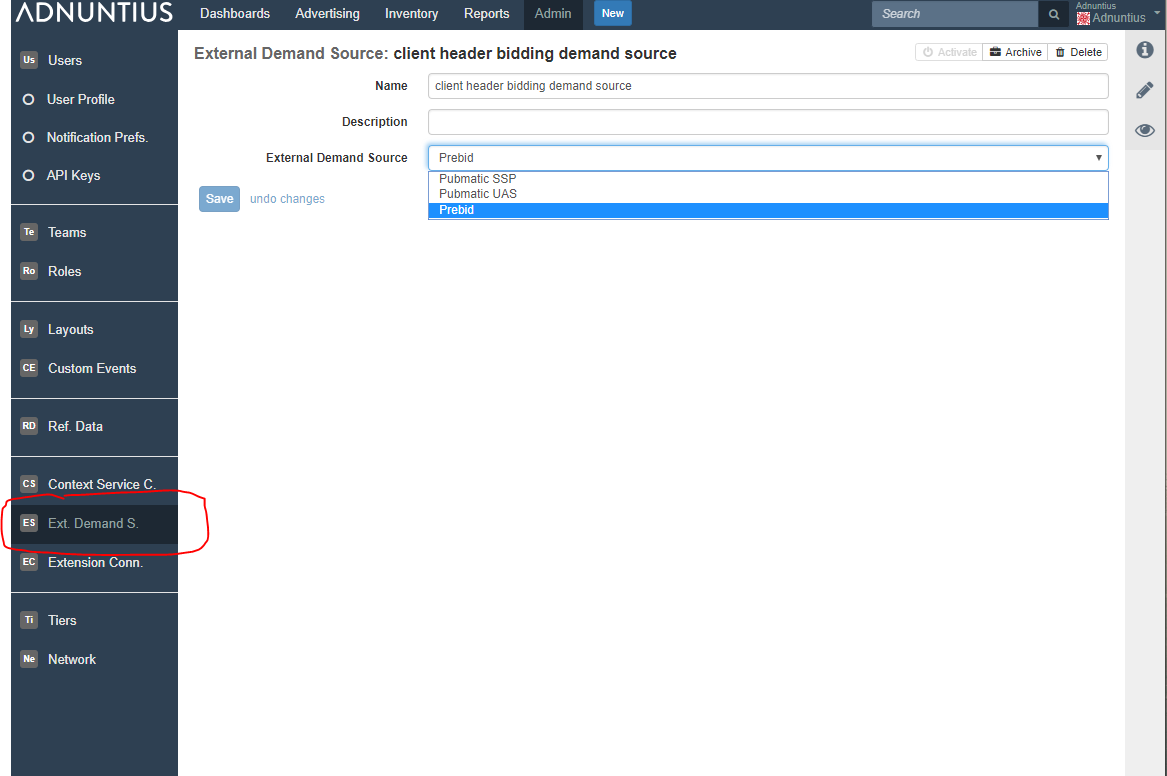 ADNUNTIUS
Dashboards Advertising Inventory Reports Admin New Search Adnuntius
Adnuntius
Us Users
User Profile
Notification Prefs.
API Keys
Te Teams
Ro Roles
Ly Layouts
CE Custom Events
RD Ref. Data
CS Context Service C.
ES Ext. Demand S.
EC Extension Conn.
Ti Tiers
Ne Network
External Demand Source: client header bidding demand source
Activate Archive Delete
Name client header bidding demand source
Description
External Demand Source Prebid
Pubmatic SSP
Pubmatic UAS
Prebid
Save undo changes